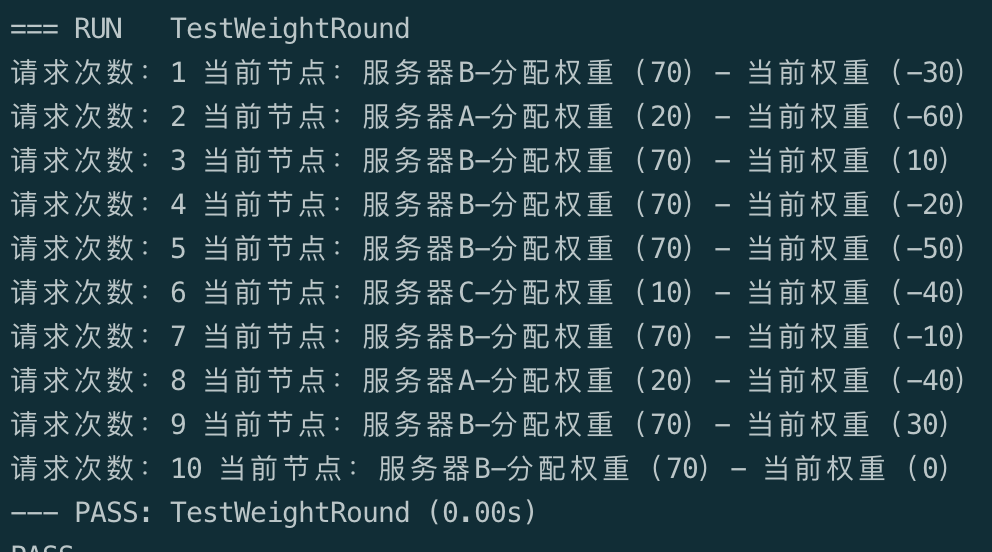 === RUN   TestWeightRound
请求次数：1 当前节点：服务器B-分配权重 (70) - 当前权重 (-30)
请求次数：2 当前节点：服务器A-分配权重 (20) - 当前权重 (-60)
请求次数：3 当前节点：服务器B-分配权重 (70) - 当前权重 (10)
请求次数：4 当前节点：服务器B-分配权重 (70) - 当前权重 (-20)
请求次数：5 当前节点：服务器B-分配权重 (70) - 当前权重 (-50)
请求次数：6 当前节点：服务器C-分配权重 (10) - 当前权重 (-40)
请求次数：7 当前节点：服务器B-分配权重 (70) - 当前权重 (-10)
请求次数：8 当前节点：服务器A-分配权重 (20) - 当前权重 (-40)
请求次数：9 当前节点：服务器B-分配权重 (70) - 当前权重 (30)
请求次数：10 当前节点：服务器B-分配权重 (70) - 当前权重 (0)
--- PASS: TestWeightRound (0.00s)
PASS